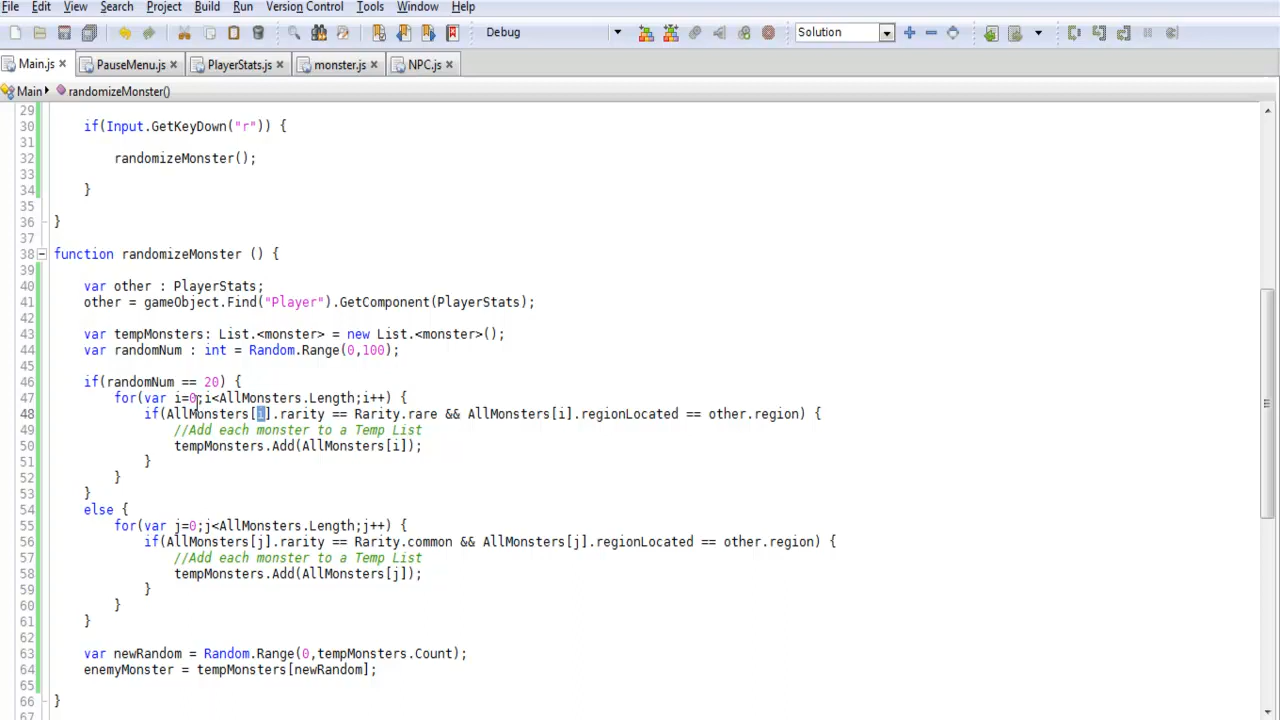 File Edit View Search Project Build Run Version Control Tools Window Help
Debug Solution
Main.js PauseMenu.js PlayerStats.js monster.js NPC.js
Main randomizeMonster()
29
30 if(Input.GetKeyDown("r")) {
31
32 randomizeMonster();
33
34 }
35
36 }
37
38 function randomizeMonster () {
39
40 var other : PlayerStats;
41 other = gameObject.Find("Player").GetComponent(PlayerStats);
42
43 var tempMonsters: List.<monster> = new List.<monster>();
44 var randomNum : int = Random.Range(0,100);
45
46 if(randomNum == 20) {
47 for(var i=0;i<AllMonsters.Length;i++) {
48 if(AllMonsters[i].rarity == Rarity.rare && AllMonsters[i].regionLocated == other.region) {
49 //Add each monster to a Temp List
50 tempMonsters.Add(AllMonsters[i]);
51 }
52 }
53 }
54 else {
55 for(var j=0;j<AllMonsters.Length;j++) {
56 if(AllMonsters[j].rarity == Rarity.common && AllMonsters[j].regionLocated == other.region) {
57 //Add each monster to a Temp List
58 tempMonsters.Add(AllMonsters[j]);
59 }
60 }
61 }
62
63 var newRandom = Random.Range(0,tempMonsters.Count);
64 enemyMonster = tempMonsters[newRandom];
65
66 }
67